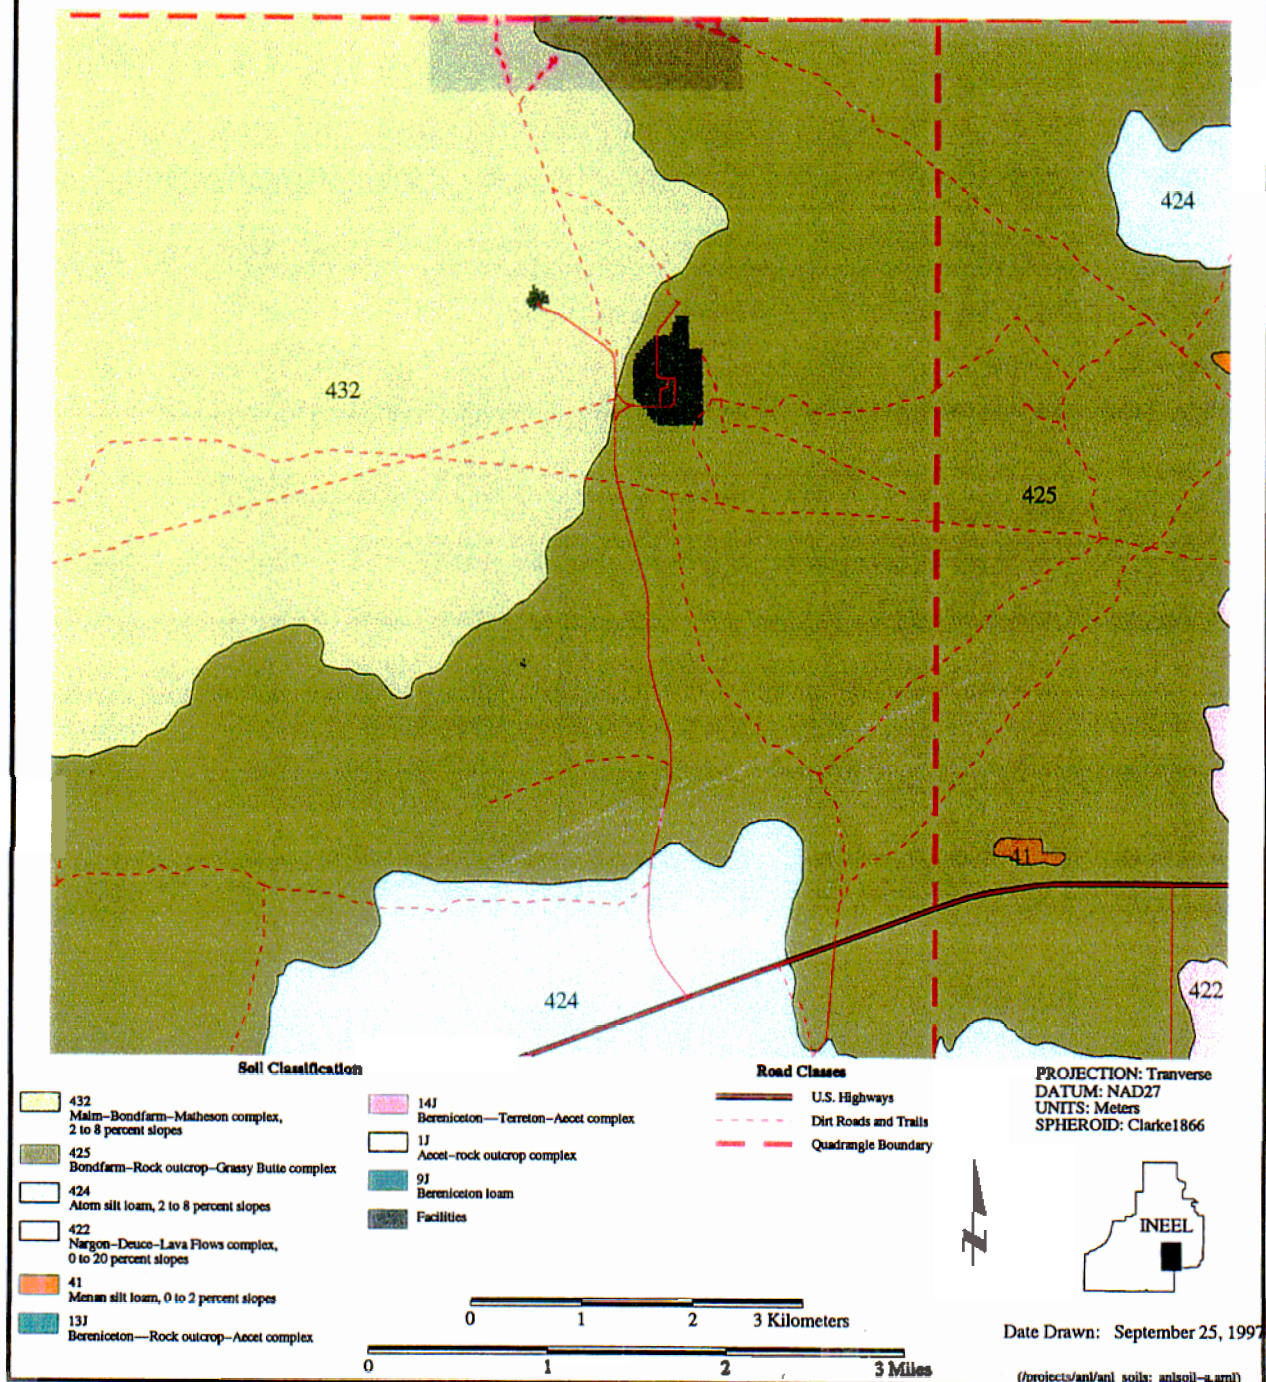 424
432
425
41
424
422
Soil Classification
432
Malm-Bondfarm-Matheson complex,
2 to 8 percent slopes
425
Bondfarm-Rock outcrop-Grassy Butte complex
424
Atom silt loam, 2 to 8 percent slopes
422
Nargon-Deuce-Lava Flows complex,
0 to 20 percent slopes
41
Menan silt loam, 0 to 2 percent slopes
13J
Bereniceton—Rock outcrop-Aecet complex
14J
Bereniceton—Terreton-Aecet complex
1J
Aecet-rock outcrop complex
9J
Bereniceton loam
Facilities
Road Classes
U.S. Highways
Dirt Roads and Trails
Quadrangle Boundary
PROJECTION: Tranverse
DATUM: NAD27
UNITS: Meters
SPHEROID: Clarke1866
N
INEEL
0 1 2 3 Kilometers
0 1 2 3 Miles
Date Drawn: September 25, 1997
(/projects/anl/anl_soils: anlsoil-a.aml)